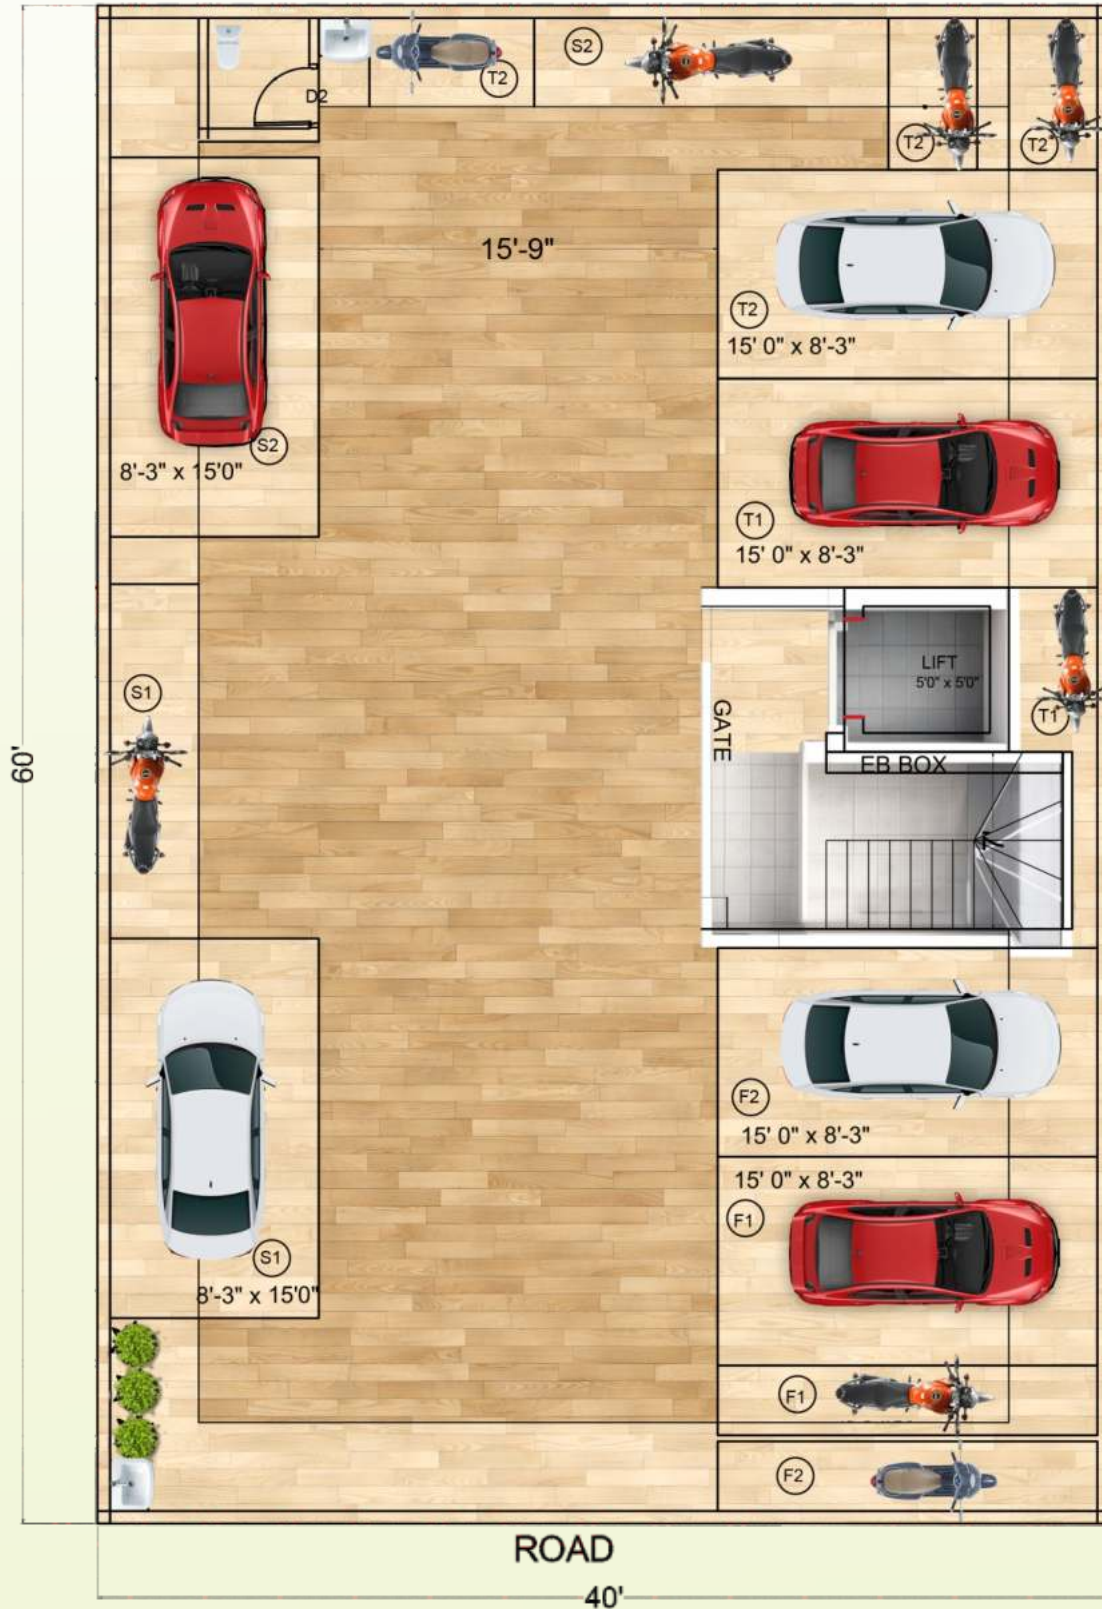 S2
D2
T2
T2
T2
15'-9"
T2
15' 0" x 8'-3"
S2
8'-3" x 15'0"
T1
15' 0" x 8'-3"
LIFT
5'0" x 5'0"
S1
T1
GATE
60'
EB BOX
F2
15' 0" x 8'-3"
15' 0" x 8'-3"
F1
S1
8'-3" x 15'0"
F1
F2
ROAD
40'